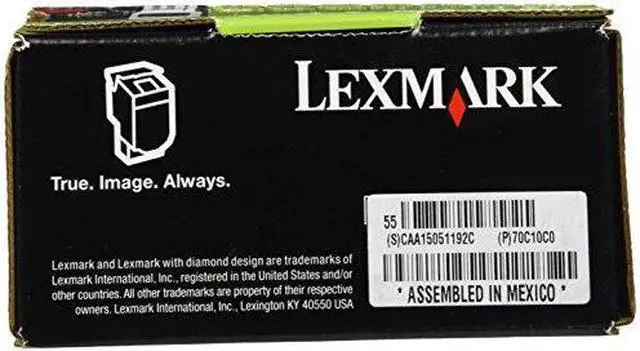 LEXMARK
True. Image. Always.
55
(S)CAA15051192C (P)70C10C0
* ASSEMBLED IN MEXICO *
Lexmark and Lexmark with diamond design are trademarks of
Lexmark International, Inc., registered in the United States and/or
other countries. All other trademarks are property of their respective
owners. Lexmark International, Inc., Lexington KY 40550 USA